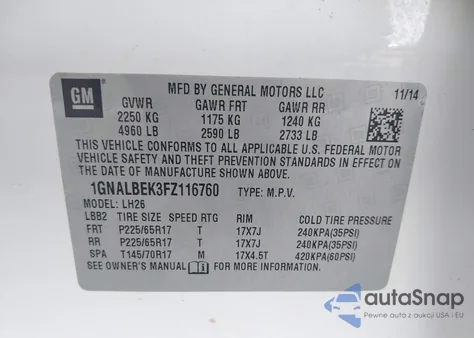 GM
MFD BY GENERAL MOTORS LLC
11/14
GVWR GAWR FRT GAWR RR
2250 KG 1175 KG 1240 KG
4960 LB 2590 LB 2733 LB
THIS VEHICLE CONFORMS TO ALL APPLICABLE U.S. FEDERAL MOTOR
VEHICLE SAFETY AND THEFT PREVENTION STANDARDS IN EFFECT ON
THE DATE OF MANUFACTURE SHOWN ABOVE.
1GNALBEK3FZ116760 TYPE: M.P.V.
MODEL: LH26
LBB2 TIRE SIZE SPEED RTG RIM COLD TIRE PRESSURE
FRT P225/65R17 T 17X7J 240KPA(35PSI)
RR P225/65R17 T 17X7J 240KPA(35PSI)
SPA T145/70R17 M 17X4.5T 420KPA(60PSI)
SEE OWNER'S MANUAL FOR MORE INFORMATION.
autoSnap
Pewne auta z aukcji USA i EU